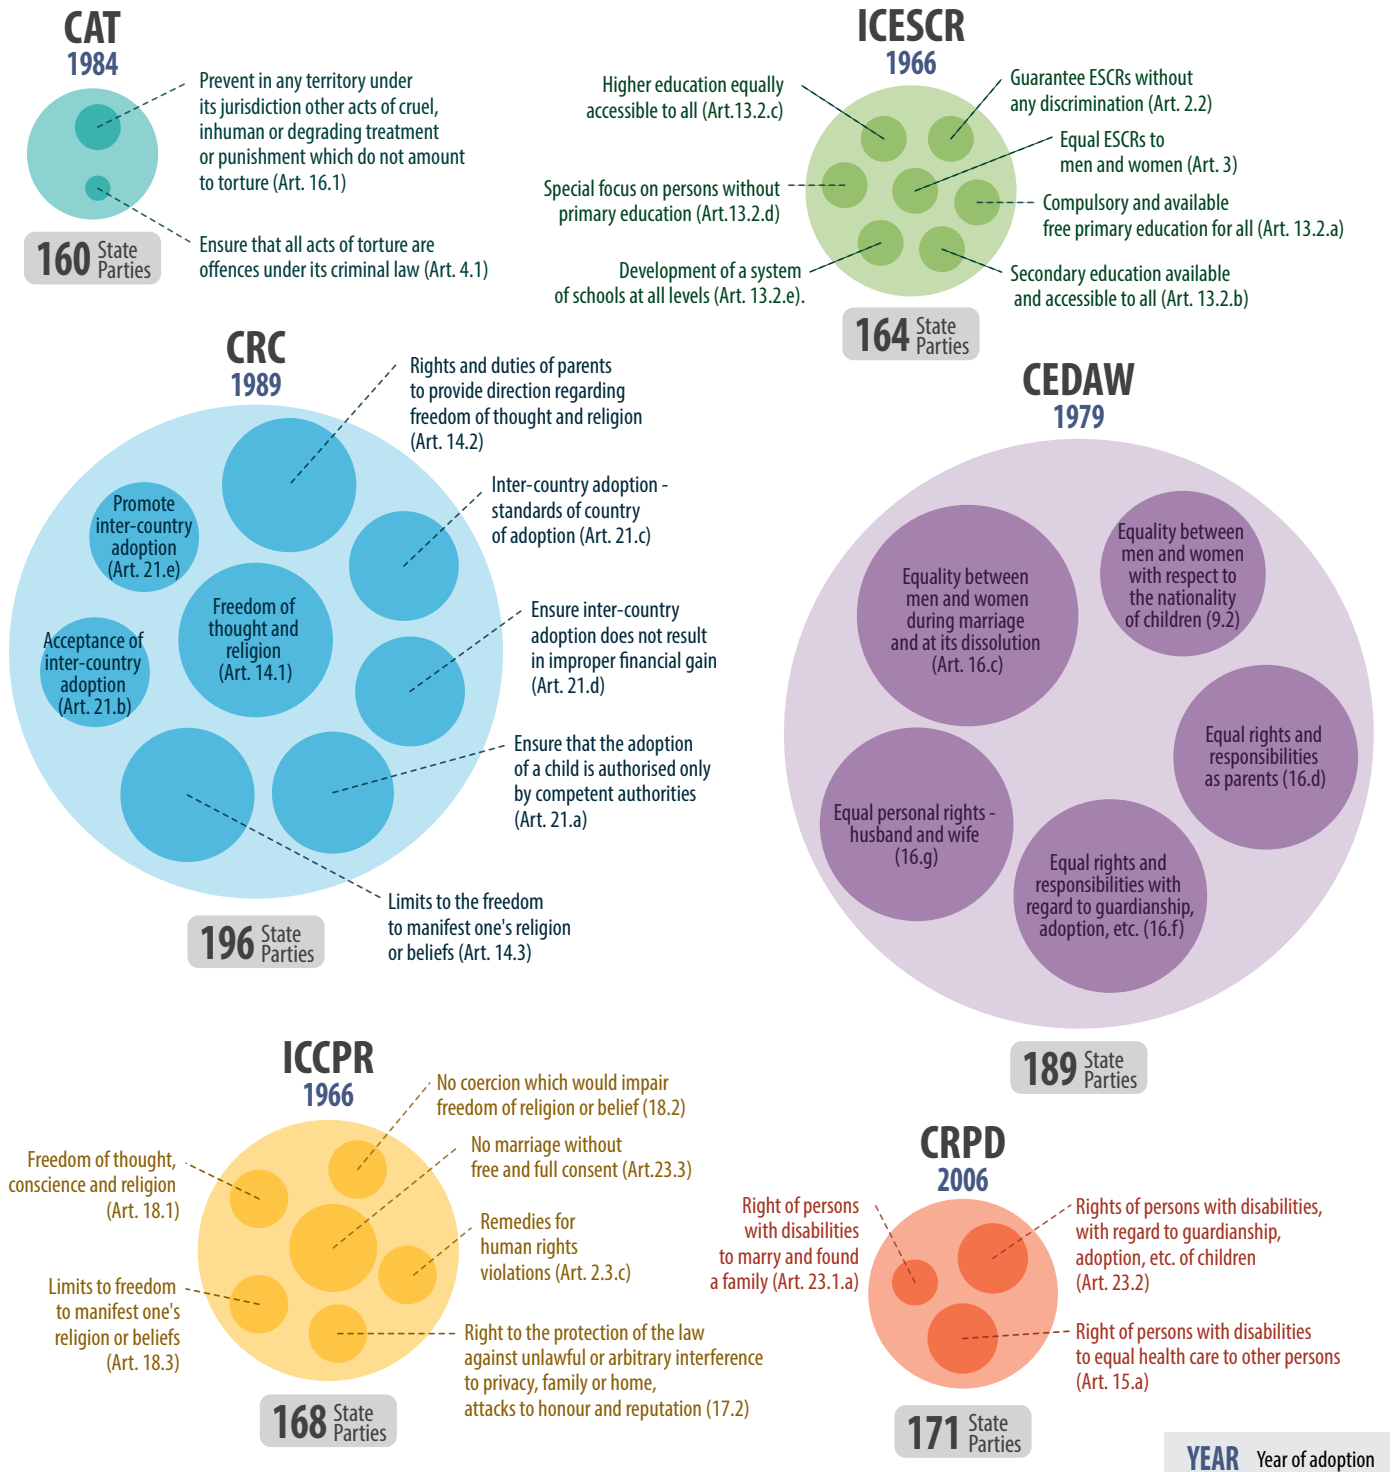 CAT
1984
Prevent in any territory under
its jurisdiction other acts of cruel,
inhuman or degrading treatment
or punishment which do not amount
to torture (Art. 16.1)
Ensure that all acts of torture are
offences under its criminal law (Art. 4.1)
160 State
Parties
ICESCR
1966
Higher education equally
accessible to all (Art.13.2.c)
Special focus on persons without
primary education (Art.13.2.d)
Development of a system
of schools at all levels (Art. 13.2.e).
Guarantee ESCRs without
any discrimination (Art. 2.2)
Equal ESCRs to
men and women (Art. 3)
Compulsory and available
free primary education for all (Art. 13.2.a)
Secondary education available
and accessible to all (Art. 13.2.b)
164 State
Parties
CRC
1989
Rights and duties of parents
to provide direction regarding
freedom of thought and religion
(Art. 14.2)
Inter-country adoption -
standards of country
of adoption (Art. 21.c)
Promote
inter-country
adoption
(Art. 21.e)
Freedom of
thought and
religion
(Art. 14.1)
Acceptance of
inter-country
adoption
(Art. 21.b)
Ensure inter-country
adoption does not result
in improper financial gain
(Art. 21.d)
Ensure that the adoption
of a child is authorised only
by competent authorities
(Art. 21.a)
Limits to the freedom
to manifest one's religion
or beliefs (Art. 14.3)
196 State
Parties
CEDAW
1979
Equality between
men and women
during marriage
and at its dissolution
(Art. 16.c)
Equality between
men and women
with respect to
the nationality
of children (9.2)
Equal rights and
responsibilities
as parents (16.d)
Equal personal rights -
husband and wife
(16.g)
Equal rights and
responsibilities with
regard to guardianship,
adoption, etc. (16.f)
189 State
Parties
ICCPR
1966
No coercion which would impair
freedom of religion or belief (18.2)
No marriage without
free and full consent (Art.23.3)
Freedom of thought,
conscience and religion
(Art. 18.1)
Remedies for
human rights
violations (Art. 2.3.c)
Limits to freedom
to manifest one's
religion or beliefs
(Art. 18.3)
Right to the protection of the law
against unlawful or arbitrary interference
to privacy, family or home,
attacks to honour and reputation (17.2)
168 State
Parties
CRPD
2006
Right of persons
with disabilities
to marry and found
a family (Art. 23.1.a)
Rights of persons with disabilities,
with regard to guardianship,
adoption, etc. of children
(Art. 23.2)
Right of persons with disabilities
to equal health care to other persons
(Art. 15.a)
171 State
Parties
YEAR Year of adoption